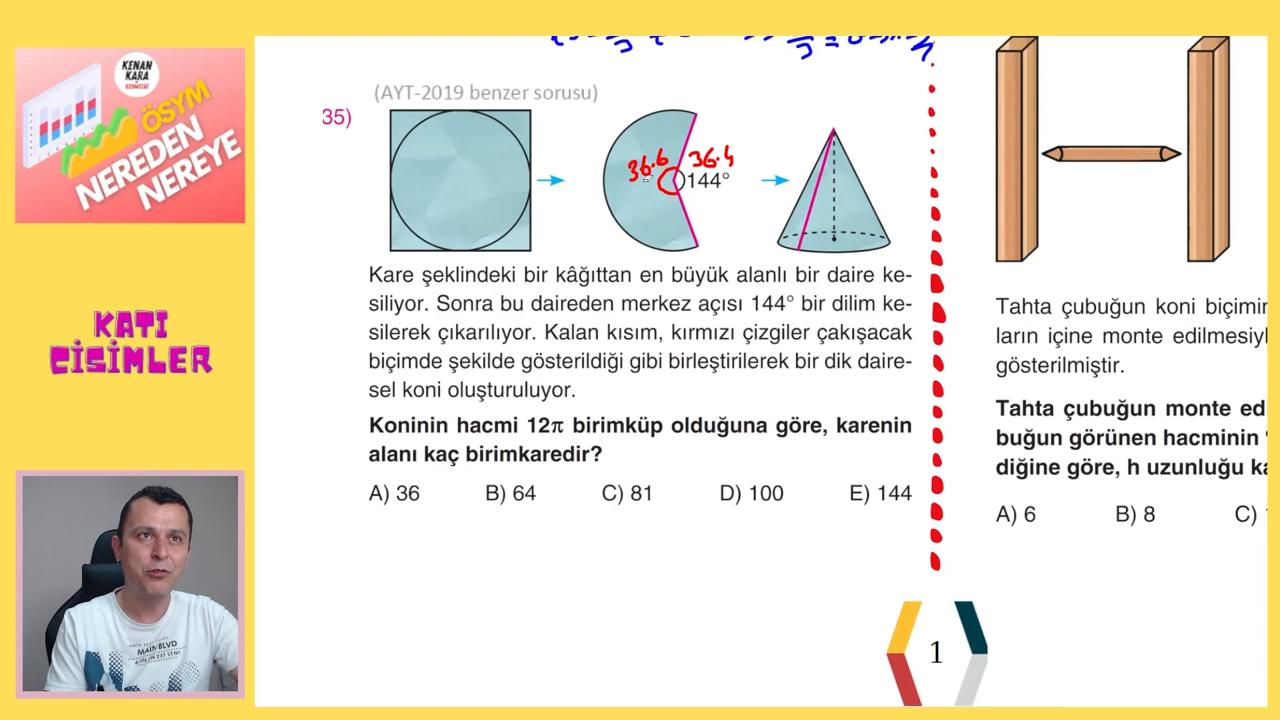 KENAN
KARA
ÖSYM
NEREDEN
NEREYE
KATI
CİSİMLER
MAIN BLVD
(AYT-2019 benzer sorusu)
35)
36.6
36.4
144°
Kare şeklindeki bir kâğıttan en büyük alanlı bir daire ke-
siliyor. Sonra bu daireden merkez açısı 144° bir dilim ke-
silerek çıkarılıyor. Kalan kısım, kırmızı çizgiler çakışacak
biçimde şekilde gösterildiği gibi birleştirilerek bir dik daire-
sel koni oluşturuluyor.
Koninin hacmi 12π birimküp olduğuna göre, karenin
alanı kaç birimkaredir?
A) 36 B) 64 C) 81 D) 100 E) 144
Tahta çubuğun koni biçimin
ların içine monte edilmesiyl
gösterilmiştir.
Tahta çubuğun monte ed
buğun görünen hacminin
diğine göre, h uzunluğu ka
A) 6 B) 8 C)
1